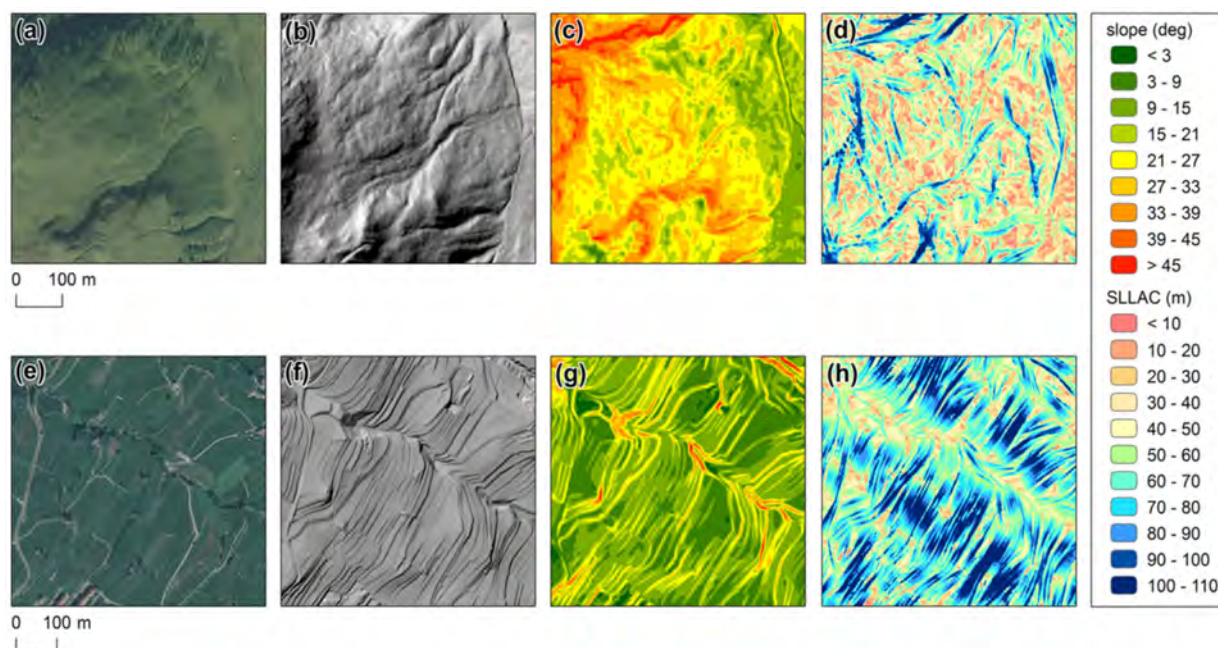 (a)
(b)
(c)
(d)
0 100 m
(e)
(f)
(g)
(h)
0 100 m
slope (deg)
< 3
3 - 9
9 - 15
15 - 21
21 - 27
27 - 33
33 - 39
39 - 45
> 45
SLLAC (m)
< 10
10 - 20
20 - 30
30 - 40
40 - 50
50 - 60
60 - 70
70 - 80
80 - 90
90 - 100
100 - 110